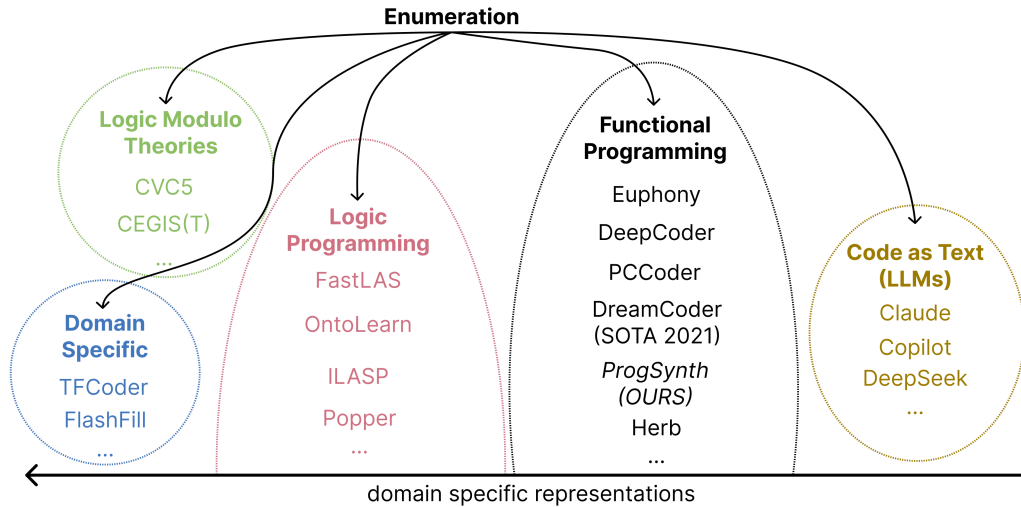 Enumeration
Logic Modulo
Theories
CVC5
CEGIS(T)
...
Domain
Specific
TFCoder
FlashFill
...
Logic
Programming
FastLAS
OntoLearn
ILASP
Popper
...
Functional
Programming
Euphony
DeepCoder
PCCoder
DreamCoder
(SOTA 2021)
ProgSynth
(OURS)
Herb
...
Code as Text
(LLMs)
Claude
Copilot
DeepSeek
...
domain specific representations